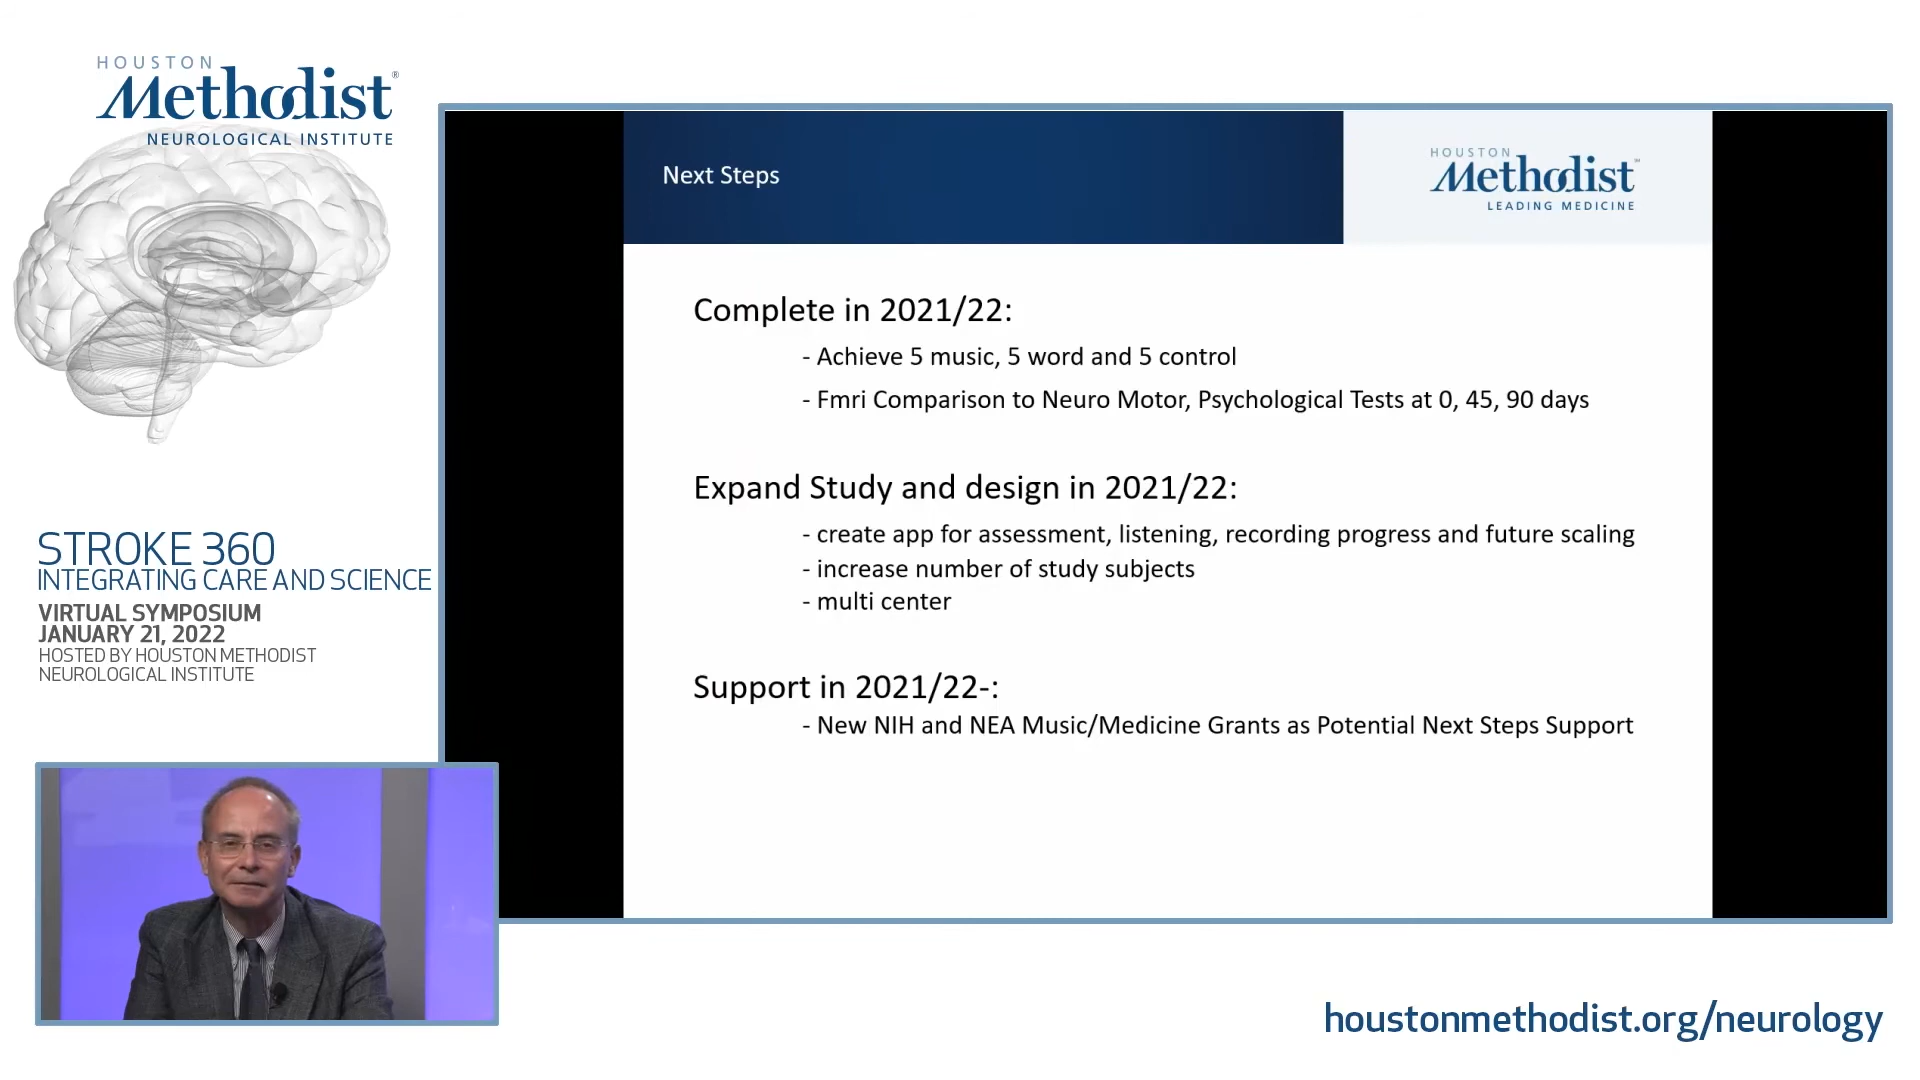 HOUSTON
Methodist®
NEUROLOGICAL INSTITUTE
STROKE 360
INTEGRATING CARE AND SCIENCE
VIRTUAL SYMPOSIUM
JANUARY 21, 2022
HOSTED BY HOUSTON METHODIST
NEUROLOGICAL INSTITUTE
Next Steps
HOUSTON
Methodist™
LEADING MEDICINE
Complete in 2021/22:
- Achieve 5 music, 5 word and 5 control
- Fmri Comparison to Neuro Motor, Psychological Tests at 0, 45, 90 days
Expand Study and design in 2021/22:
- create app for assessment, listening, recording progress and future scaling
- increase number of study subjects
- multi center
Support in 2021/22-:
- New NIH and NEA Music/Medicine Grants as Potential Next Steps Support
houstonmethodist.org/neurology